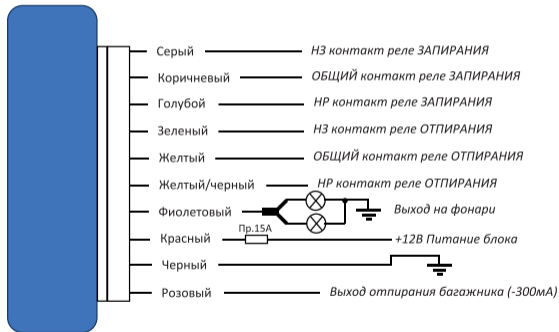 Серый НЗ контакт реле ЗАПИРАНИЯ
Коричневый ОБЩИЙ контакт реле ЗАПИРАНИЯ
Голубой НР контакт реле ЗАПИРАНИЯ
Зеленый НЗ контакт реле ОТПИРАНИЯ
Желтый ОБЩИЙ контакт реле ОТПИРАНИЯ
Желтый/черный НР контакт реле ОТПИРАНИЯ
Фиолетовый Выход на фонари
Пр.15А
Красный +12В Питание блока
Черный
Розовый Выход отпирания багажника (-300мА)